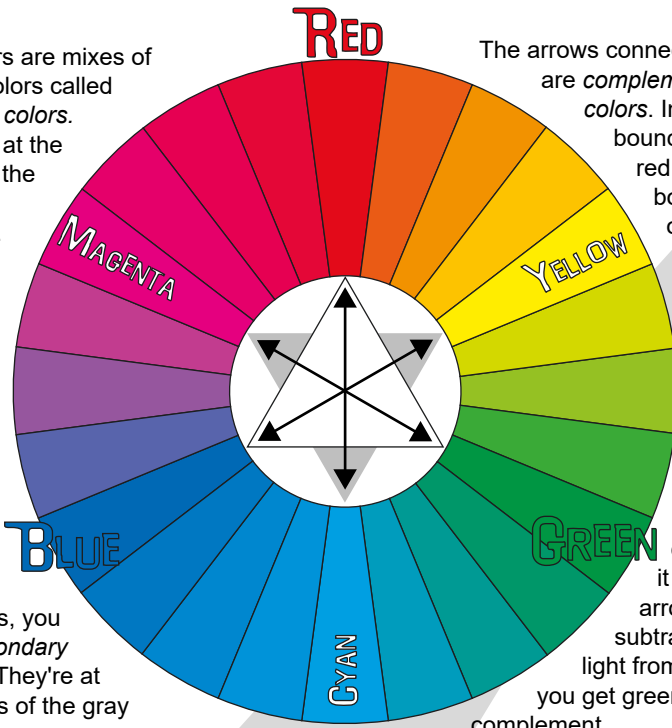 RED
rs are mixes of
olors called
colors.
at the
the
The arrows connec
are complem
colors. In
bound
red
bo
MAGENTA
YELLOW
BLUE
GREEN
CYAN
s, you
ondary
They're at
s of the gray
it
arro
subtra
light from
you get green
complement